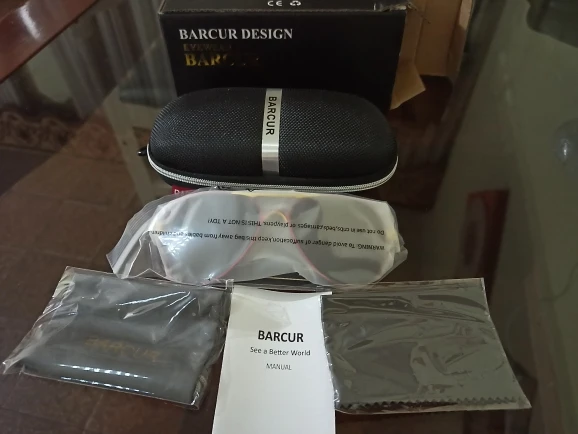 BARCUR DESIGN
EYEWEAR
BARCUR
BARCUR
WARNING: To avoid danger of suffocation, keep this bag away from babies and children.
Do not use in cribs, beds, carriages or playpens. THIS IS NOT A TOY!
BARCUR
See a Better World
MANUAL